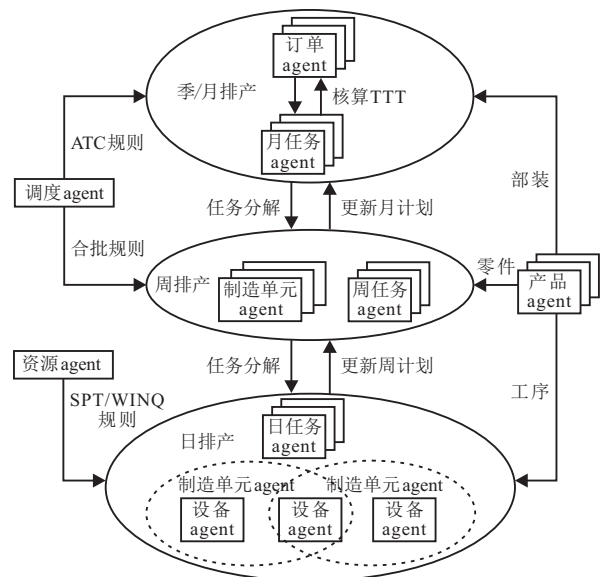 订单
agent
季/月排产
核算TTT
ATC规则
月任务
agent
部装
调度agent
任务分解
更新月计划
合批规则
零件
产品
agent
周排产
制造单元
agent
周任务
agent
资源agent
任务分解
更新周计划
SPT/WINQ
规则
工序
日任务
agent
日排产
制造单元agent
制造单元agent
设备
agent
设备
agent
设备
agent